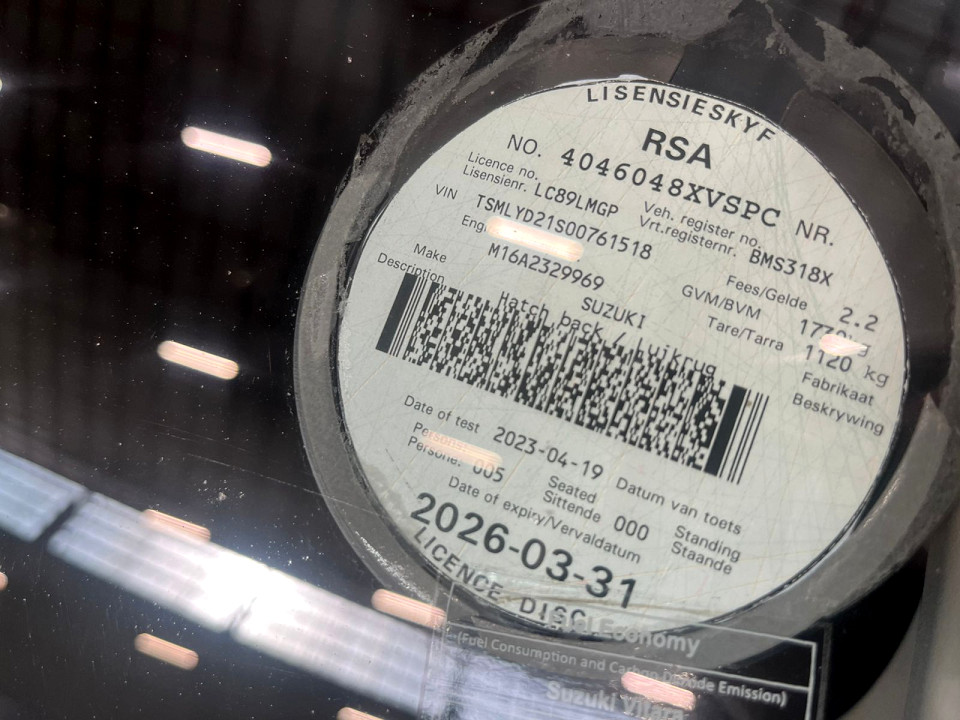 LISENSIESKYF
RSA
NO. 4046048XVSPC NR.
Licence no. Lisensienr. LC89LMGP Veh. register no. Vrt.registernr. BMS318X
VIN TSMLYD21S00761518 Fees/Gelde 2.2
M16A2329969 GVM/BVM
Make SUZUKI Tare/Tarra 1120 kg
Fabrikaat
Description Hatch back / Luikrug Beskrywing
Date of test 2023-04-19 Datum van toets
Persons Persone. 005 Seated Sittende 000 Standing Staande
Date of expiry/Vervaldatum
2026-03-31
LICENCE DISC
Fuel Economy
(Fuel Consumption and Carbon Dioxide Emission)
Suzuki Vitara